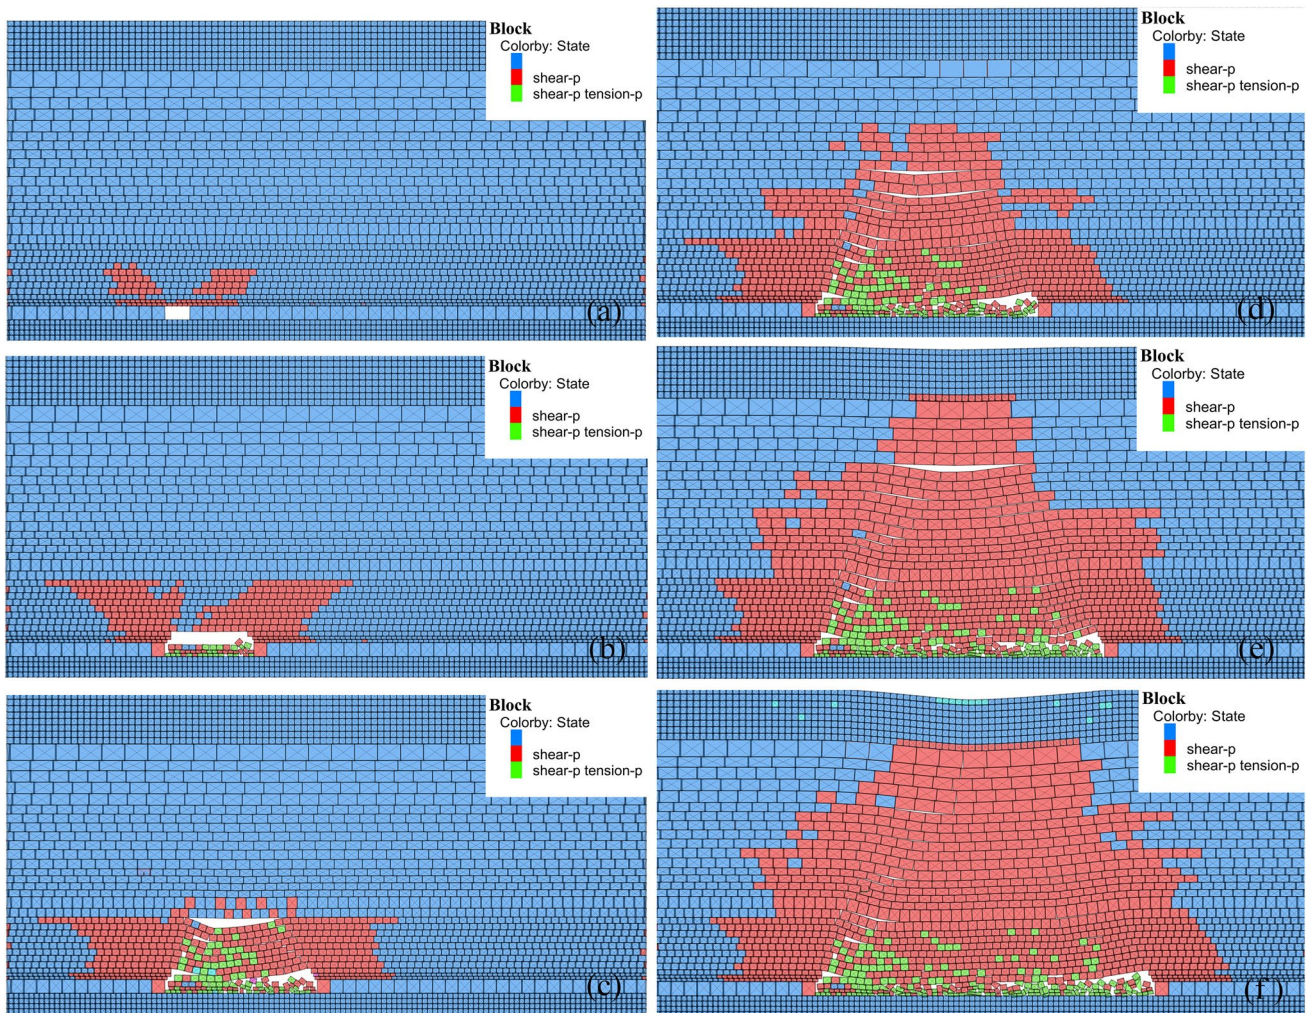 Block
Colorby: State
shear-p
shear-p tension-p
(a)
Block
Colorby: State
shear-p
shear-p tension-p
(b)
Block
Colorby: State
shear-p
shear-p tension-p
(c)
Block
Colorby: State
shear-p
shear-p tension-p
(d)
Block
Colorby: State
shear-p
shear-p tension-p
(e)
Block
Colorby: State
shear-p
shear-p tension-p
(f)